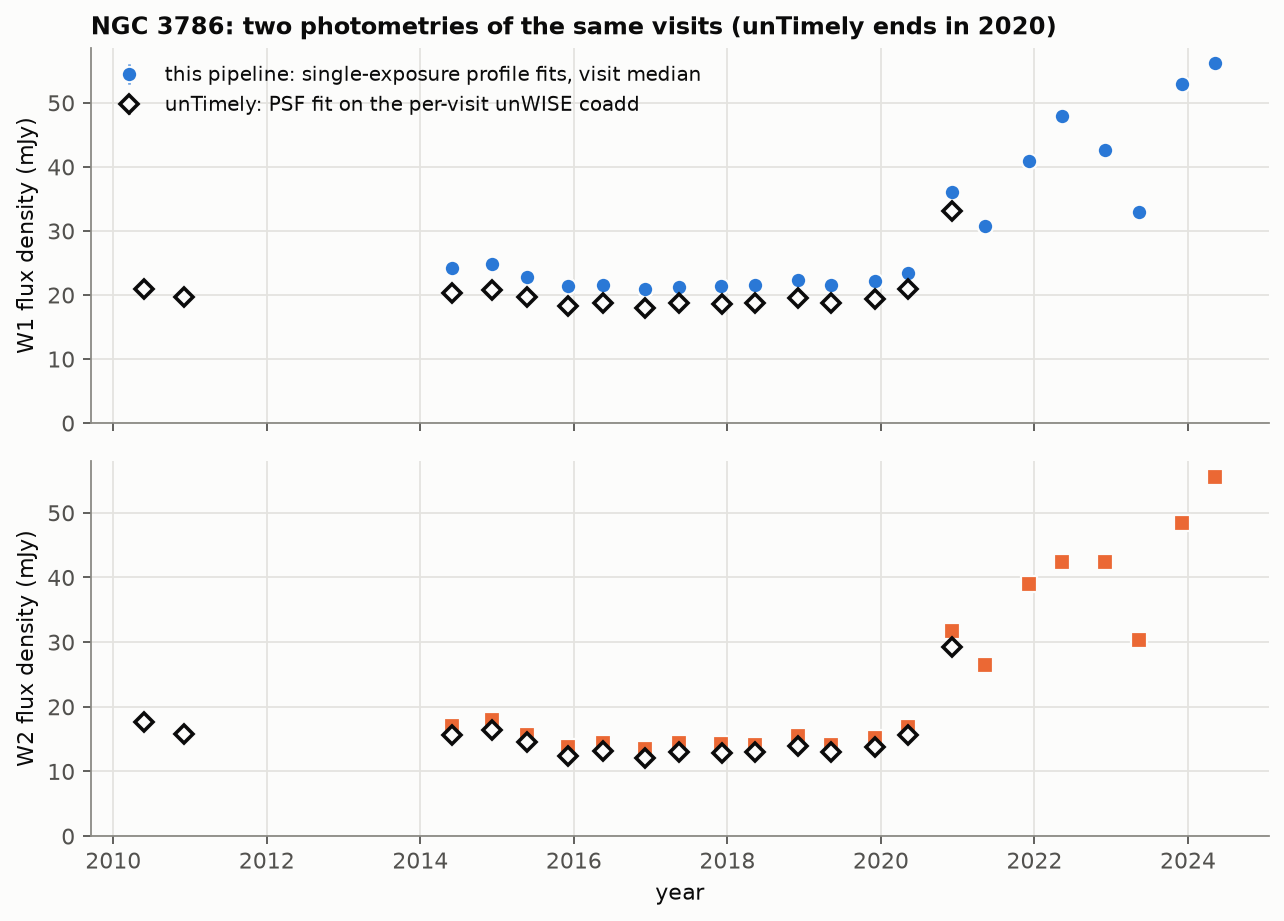 NGC 3786: two photometries of the same visits (unTimely ends in 2020)
this pipeline: single-exposure profile fits, visit median
unTimely: PSF fit on the per-visit unWISE coadd
W1 flux density (mJy)
50
40
30
20
10
0
W2 flux density (mJy)
50
40
30
20
10
0
2010 2012 2014 2016 2018 2020 2022 2024
year